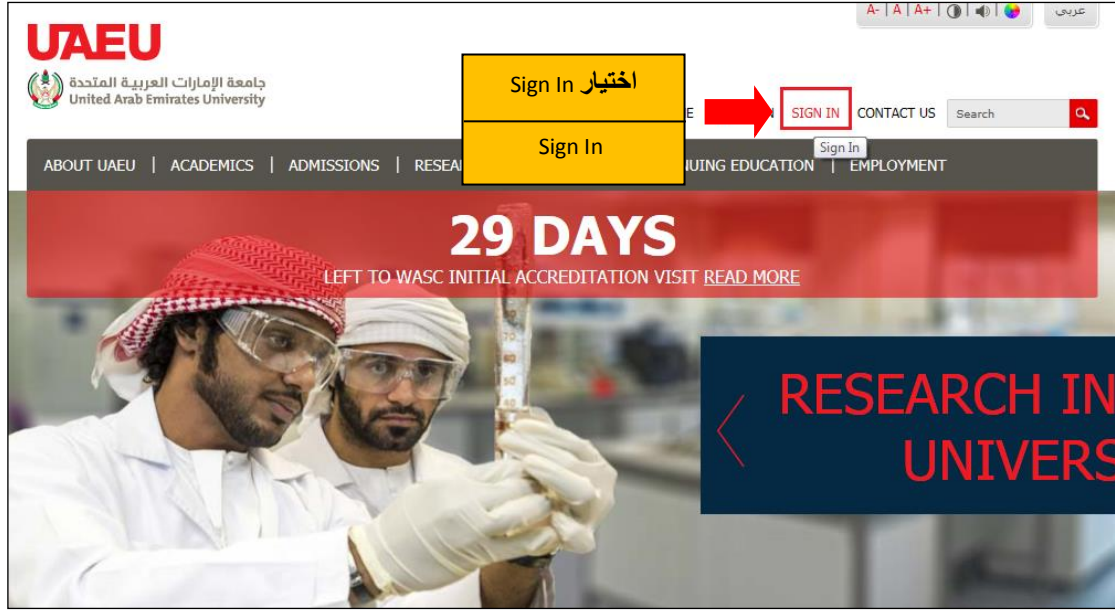 A- | A | A+ |
عربي
UAEU
جامعة الإمارات العربية المتحدة
United Arab Emirates University
اختيار Sign In
Sign In
SIGN IN CONTACT US Search
Sign In
ABOUT UAEU | ACADEMICS | ADMISSIONS |
EDUCATION | EMPLOYMENT
29 DAYS
LEFT TO WASC INITIAL ACCREDITATION VISIT READ MORE
RESEARCH IN
UNIVERS